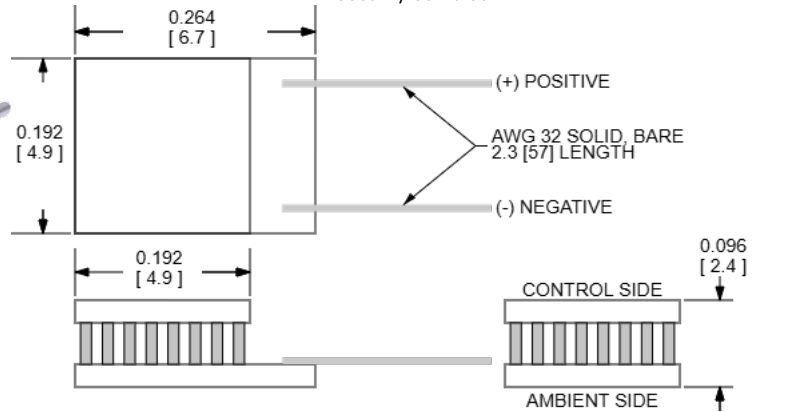 0.264
[ 6.7 ]
(+) POSITIVE
0.192
[ 4.9 ]
AWG 32 SOLID, BARE
2.3 [57] LENGTH
(-) NEGATIVE
0.192
[ 4.9 ]
0.096
[ 2.4 ]
CONTROL SIDE
AMBIENT SIDE